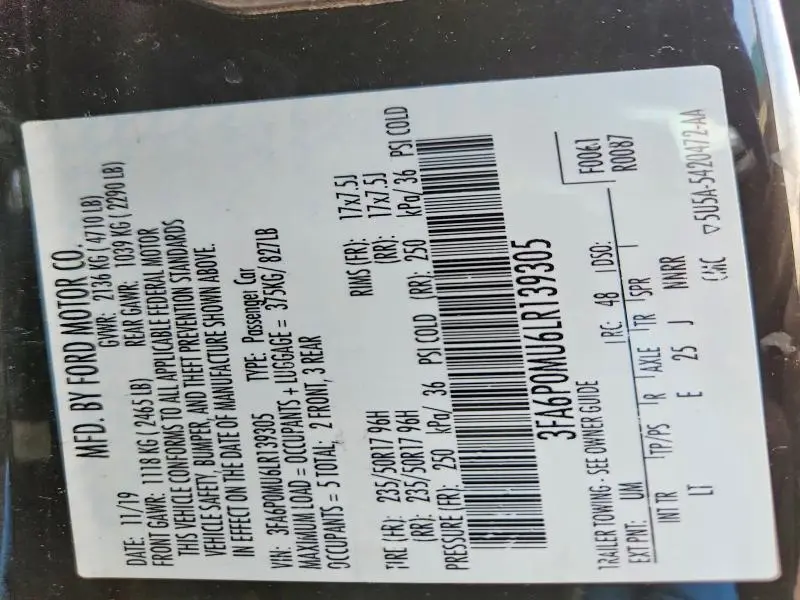 MFD. BY FORD MOTOR CO.
DATE: 11/19 GVWR: 2136 KG (4710 LB)
FRONT GAWR: 1118 KG (2465 LB) REAR GAWR: 1039 KG (2290 LB)
THIS VEHICLE CONFORMS TO ALL APPLICABLE FEDERAL MOTOR
VEHICLE SAFETY, BUMPER, AND THEFT PREVENTION STANDARDS
IN EFFECT ON THE DATE OF MANUFACTURE SHOWN ABOVE.
VIN: 3FA6P0MU6LR139305 TYPE: Passenger Car
MAXIMUM LOAD = OCCUPANTS + LUGGAGE = 375KG/ 827LB
OCCUPANTS = 5 TOTAL; 2 FRONT, 3 REAR
TIRE (FR): 235/50R17 96H RIMS (FR): 17x7.5J
(RR): 235/50R17 96H (RR): 17x7.5J
PRESSURE (FR): 250 kPa/ 36 PSI COLD (RR): 250 kPa/ 36 PSI COLD
3FA6P0MU6LR139305
F0061
R0087
TRAILER TOWING - SEE OWNER GUIDE
EXT PNT: UM RC: 48 DSO:
INT TR TP/PS R AXLE TR SPR
LT E 25 J NNRR
5U5A-5420472-AA